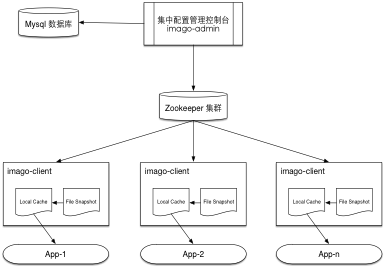 Mysql 数据库
集中配置管理控制台
imago-admin
Zookeeper 集群
imago-client
Local Cache
File Snapshot
App-1
imago-client
Local Cache
File Snapshot
App-2
imago-client
Local Cache
File Snapshot
App-n